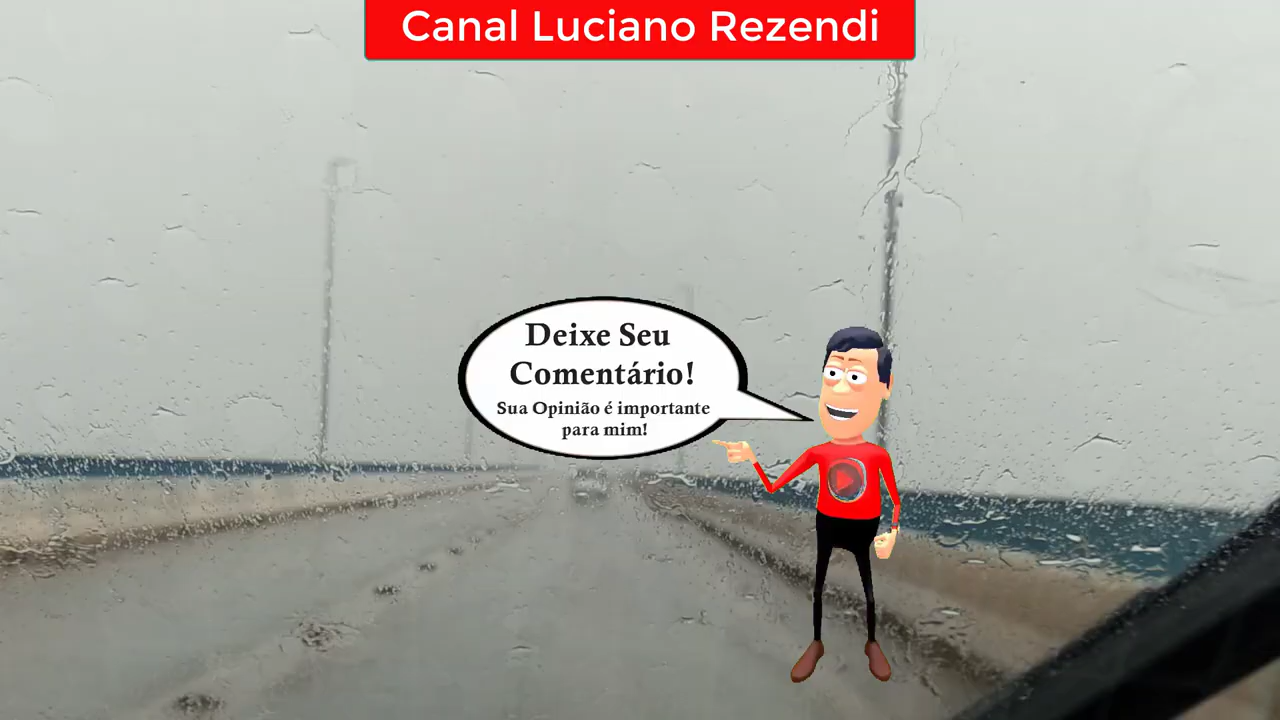 Canal Luciano Rezendi
Deixe Seu
Comentário!
Sua Opinião é importante
para mim!